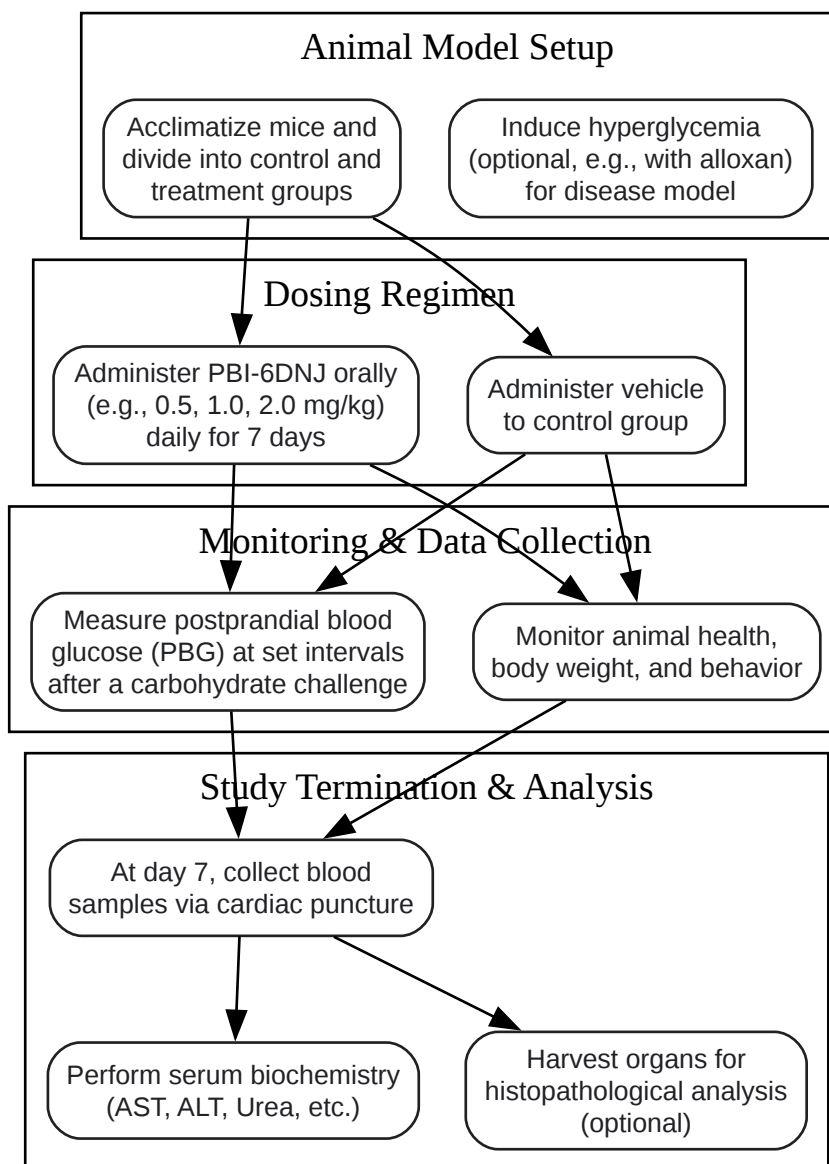 Animal Model Setup
Acclimatize mice and
divide into control and
treatment groups
Induce hyperglycemia
(optional, e.g., with alloxan)
for disease model
Dosing Regimen
Administer PBI-6DNJ orally
(e.g., 0.5, 1.0, 2.0 mg/kg)
daily for 7 days
Administer vehicle
to control group
Monitoring & Data Collection
Measure postprandial blood
glucose (PBG) at set intervals
after a carbohydrate challenge
Monitor animal health,
body weight, and behavior
Study Termination & Analysis
At day 7, collect blood
samples via cardiac puncture
Perform serum biochemistry
(AST, ALT, Urea, etc.)
Harvest organs for
histopathological analysis
(optional)